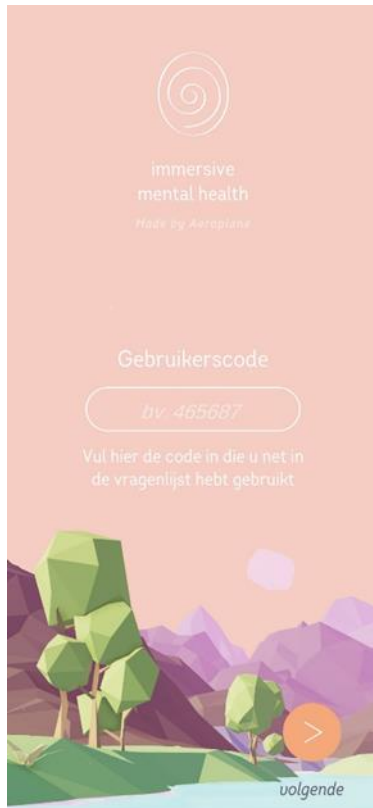 immersive
mental health
Made by Aeroplane
Gebruikerscode
bv. 465687
Vul hier de code in die u net in
de vragenlijst hebt gebruikt
>
volgende